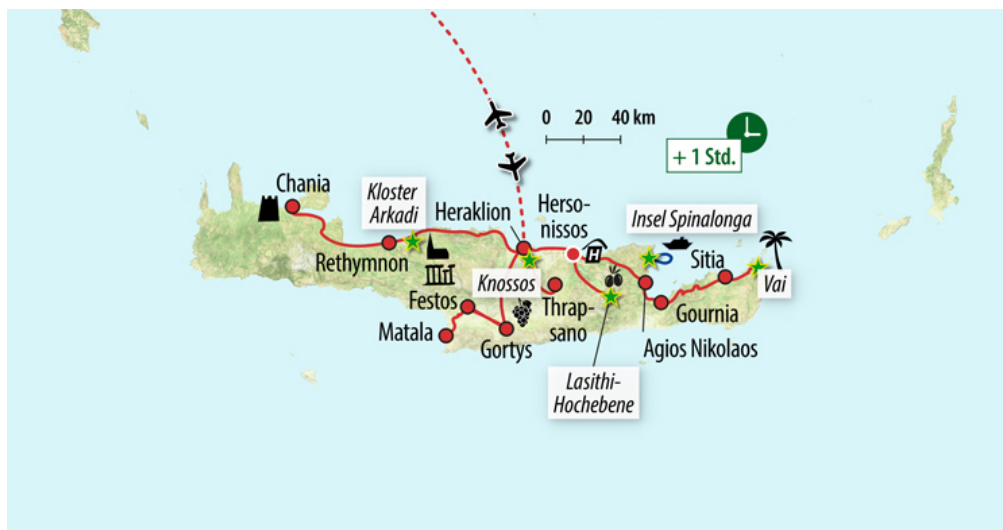 0 20 40 km
+ 1 Std.
Chania
Kloster
Arkadi
Heraklion
Herso-
nissos
Insel Spinalonga
H
Rethymnon
Knossos
Sitia
Vai
Festos
Thrap-
sano
Gournia
Matala
Gortys
Agios Nikolaos
Lasithi-
Hochebene